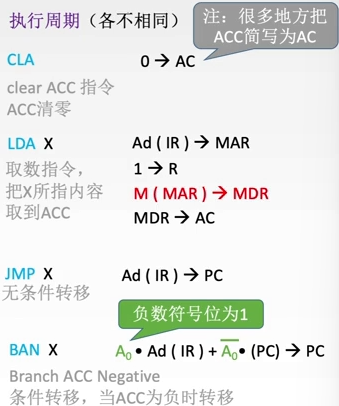 执行周期（各不相同）
注：很多地方把
ACC简写为AC
CLA 0 → AC
clear ACC 指令
ACC清零
LDA X Ad ( IR ) → MAR
取数指令， 1 → R
把X所指内容 M ( MAR ) → MDR
取到ACC MDR → AC
JMP X Ad ( IR ) → PC
无条件转移
负数符号位为1
BAN X A₀ • Ad ( IR ) + A̅₀• (PC) → PC
Branch ACC Negative
条件转移，当ACC为负时转移